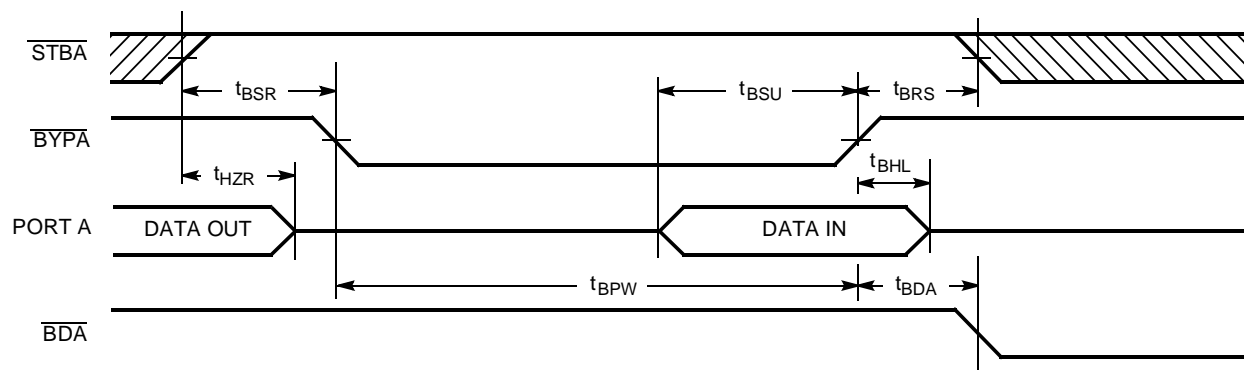 STBA
tBSR
tBSU
tBRS
BYPA
tHZR
tBHL
PORT A
DATA OUT
DATA IN
tBPW
tBDA
BDA